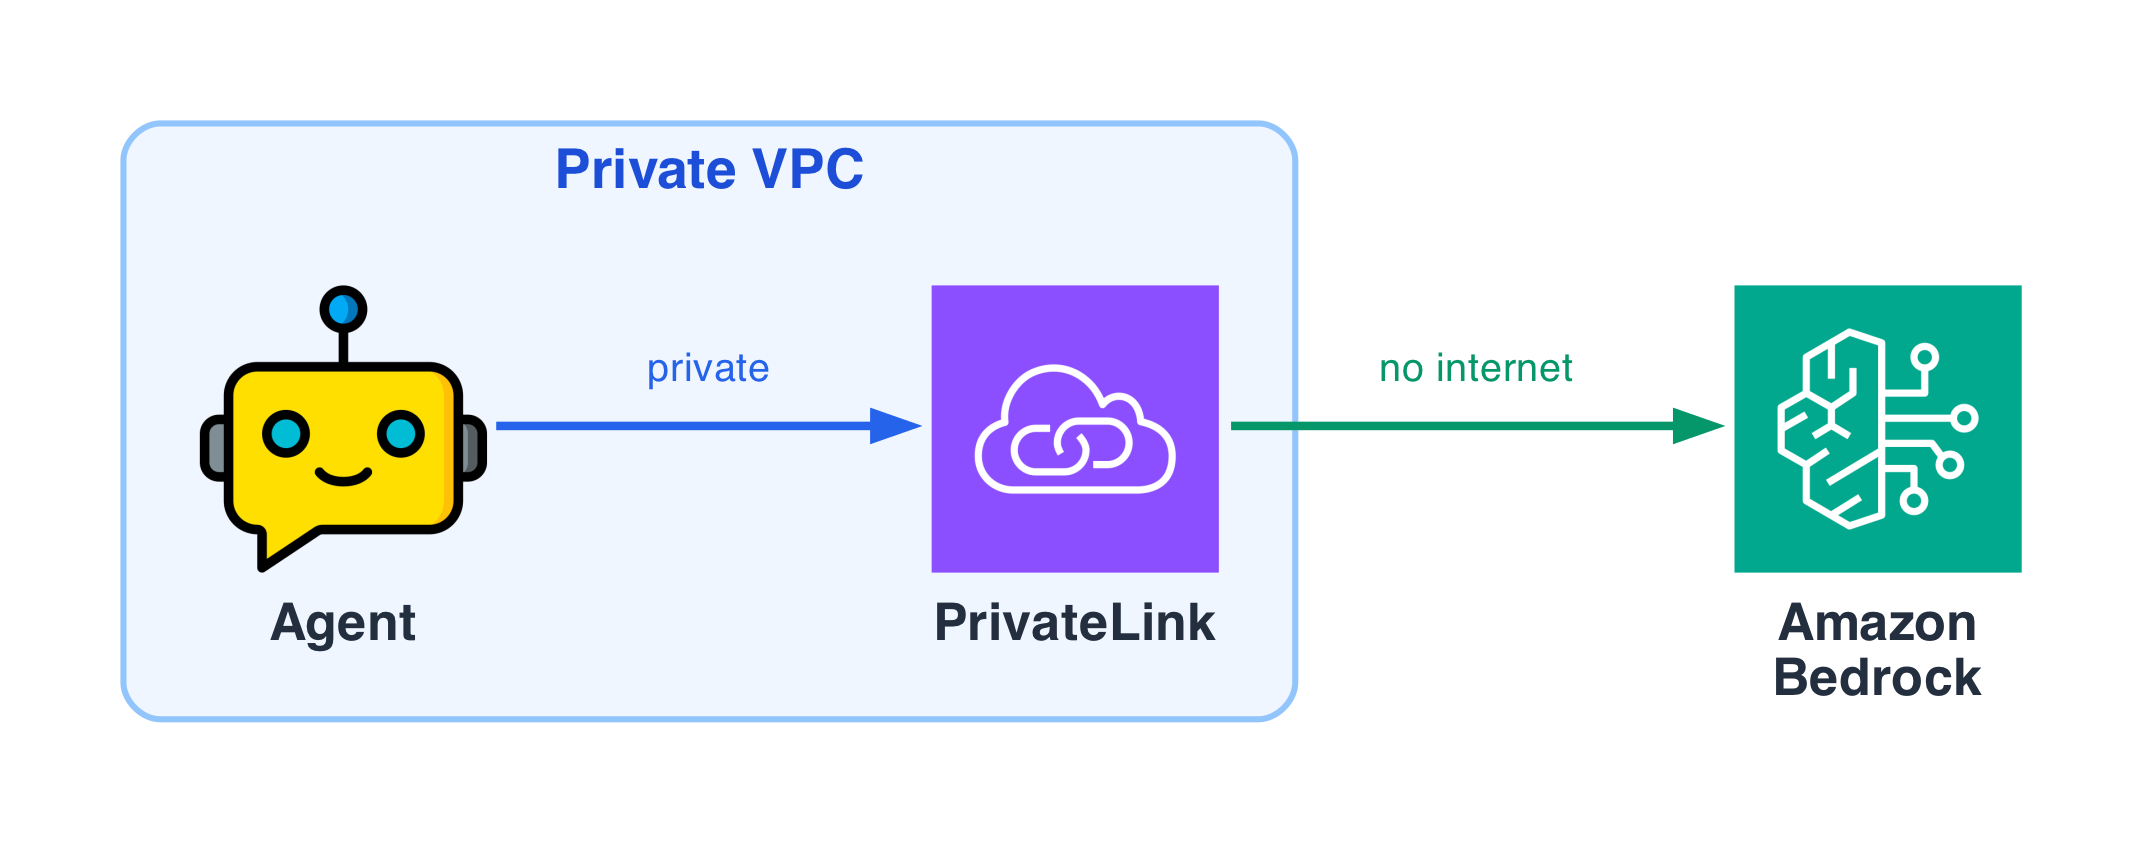 Private VPC
private
no internet
Agent
PrivateLink
Amazon
Bedrock